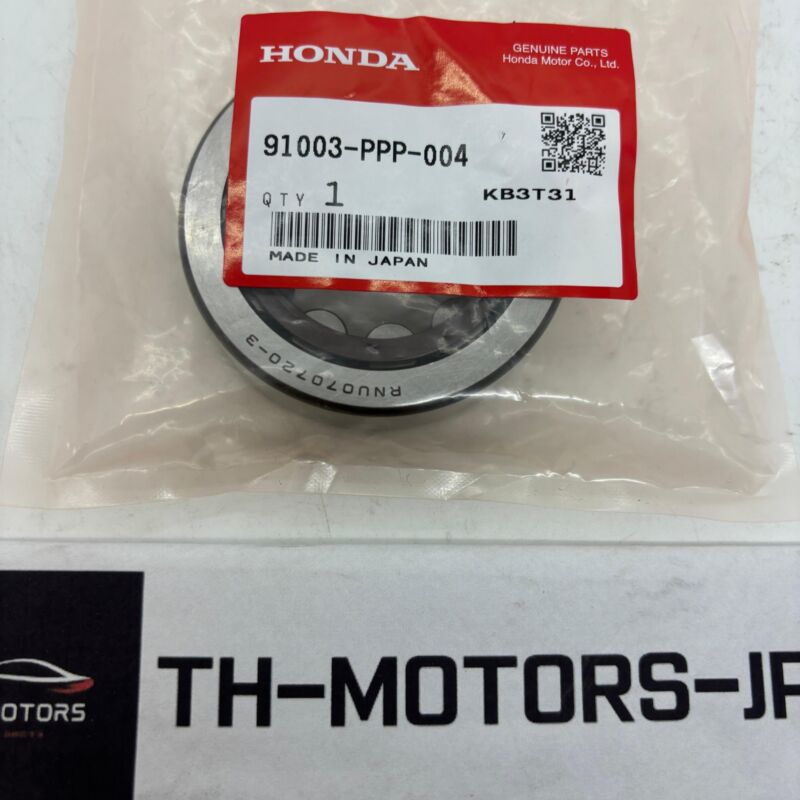 HONDA
GENUINE PARTS
Honda Motor Co., Ltd.
91003-PPP-004
QTY 1
KB3T31
MADE IN JAPAN
RNU070720-3
OTORS
TH-MOTORS-JP